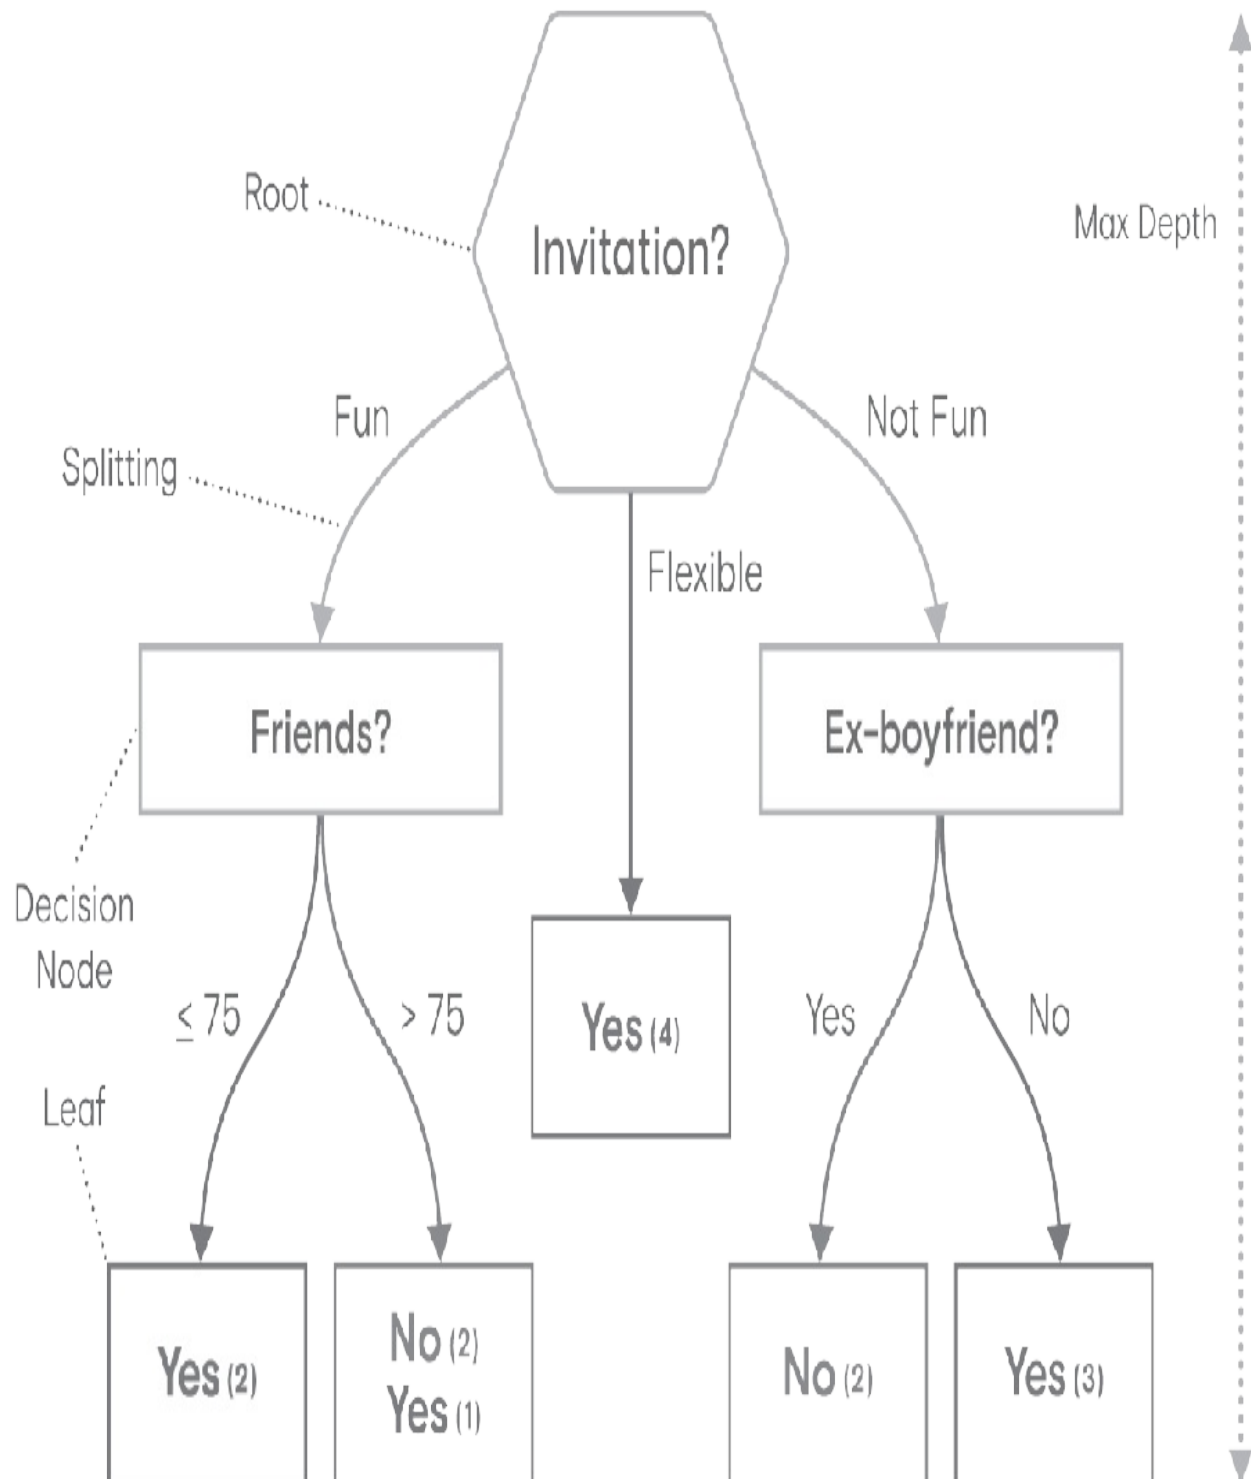 Root
Invitation?
Max Depth
Fun
Not Fun
Splitting
Flexible
Friends?
Ex-boyfriend?
Decision
Node
≤ 75
> 75
Yes (4)
Yes
No
Leaf
Yes (2)
No (2)
Yes (1)
No (2)
Yes (3)